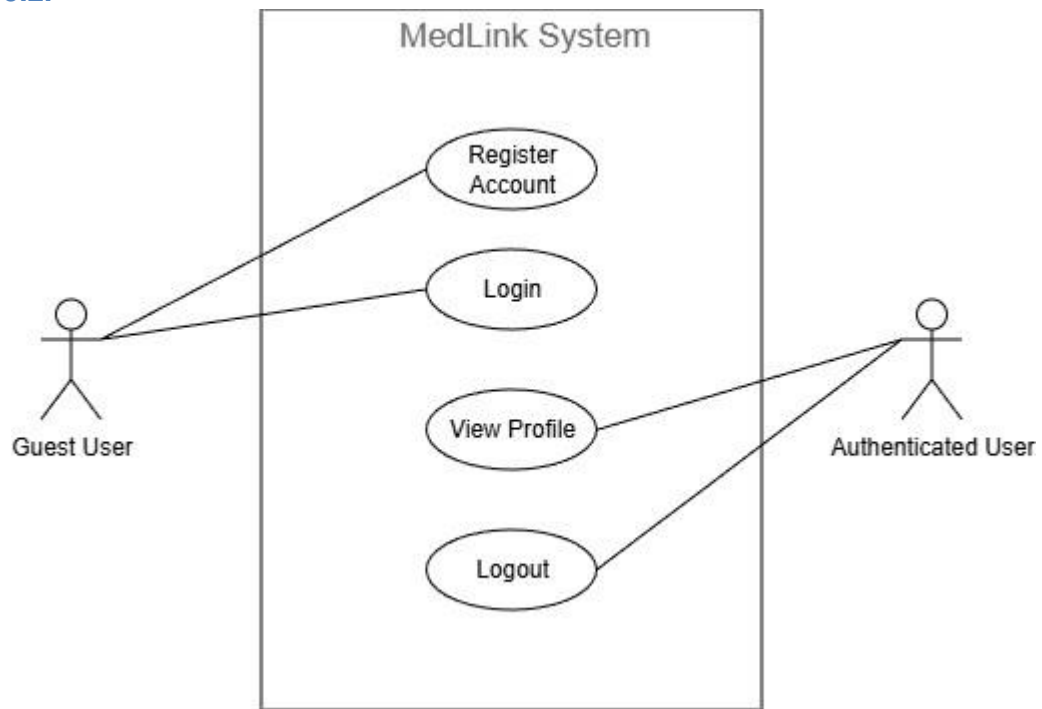 MedLink System
Register
Account
Login
View Profile
Guest User
Authenticated User
Logout